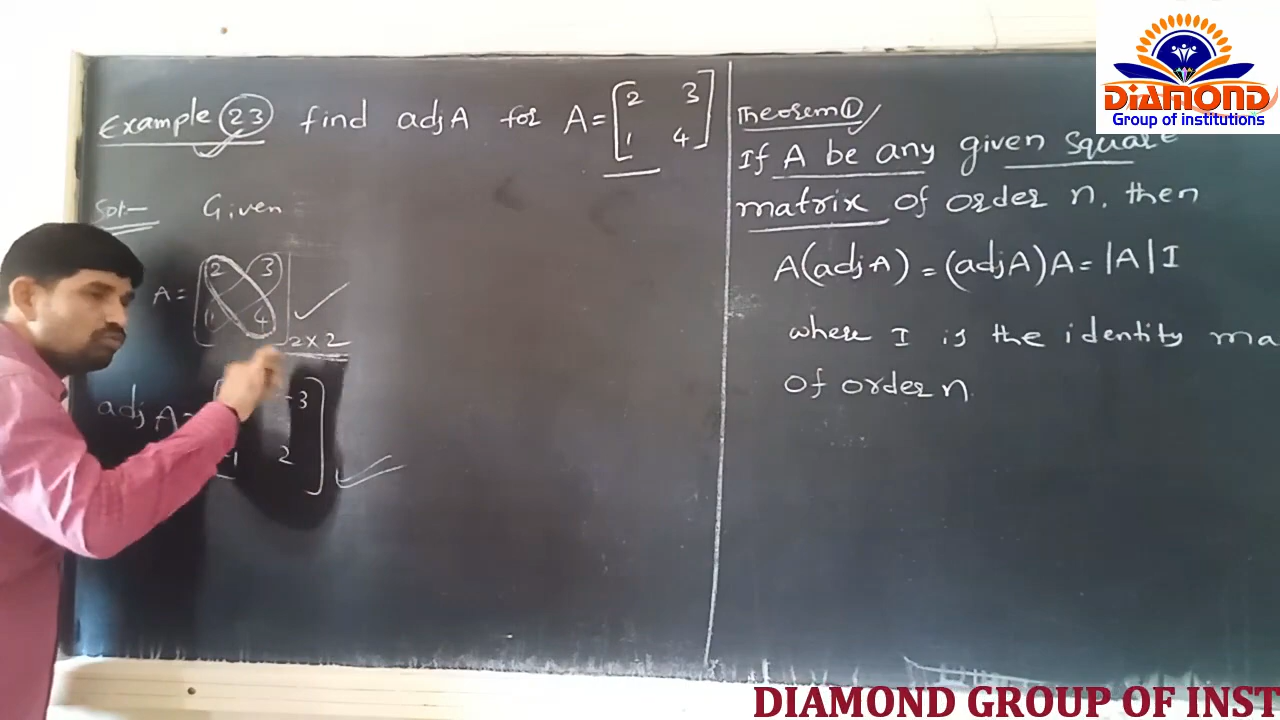 Example 23 find adj A for A = [2 3
1 4]
Sol:- Given
A = [2 3
1 4] 2×2
adj A = [ -3
-1 2]
Theorem 1
If A be any given square
matrix of order n, then
A(adj A) = (adj A)A = |A| I
where I is the identity ma
of order n
DIAMOND
Group of institutions
DIAMOND GROUP OF INST